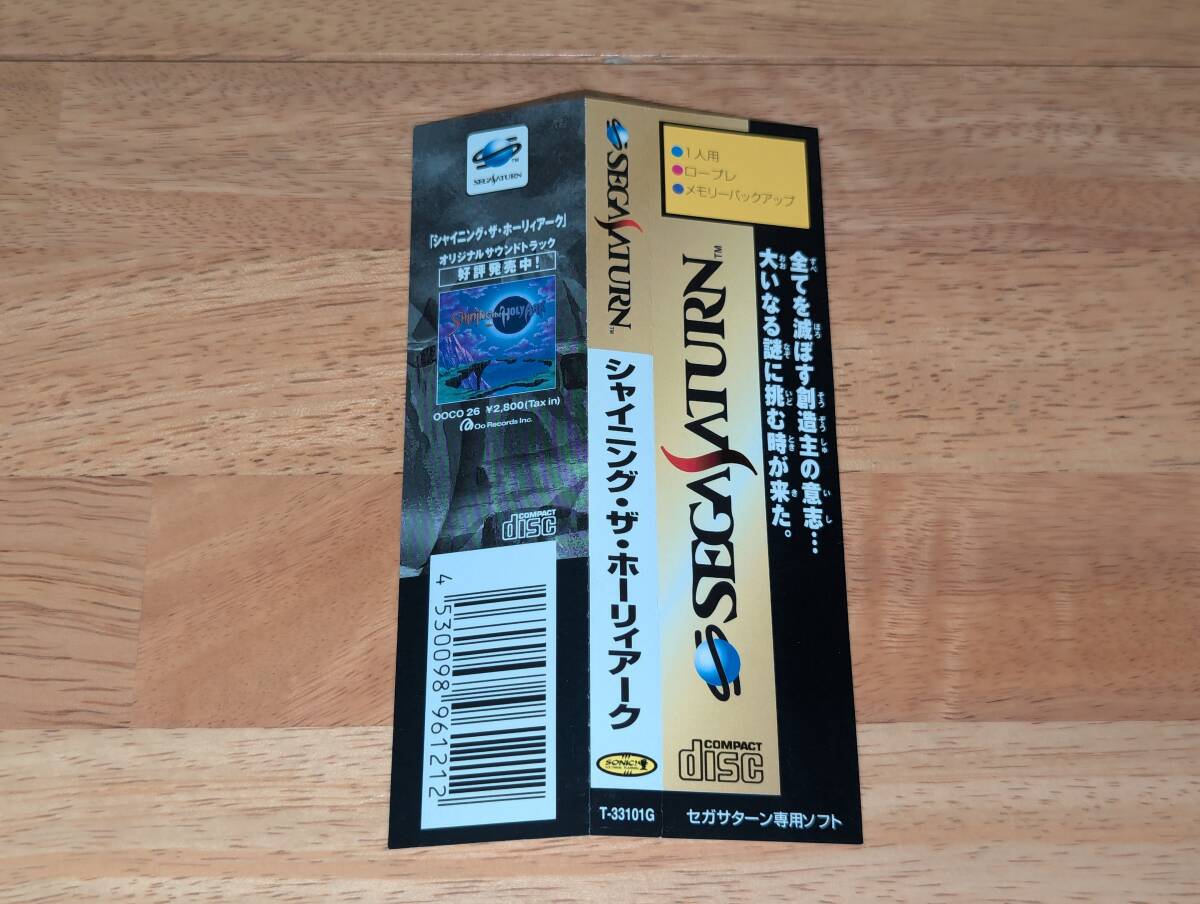 SEGA SATURN
「シャイニング・ザ・ホーリィアーク」
オリジナルサウンドトラック
好評発売中!
SHINING THE HOLY ARK
OOCO 26 ¥2,800(Tax in)
Oo Records Inc.
COMPACT
disc
4 530098 961212
SEGA SATURN™
シャイニング・ザ・ホーリィアーク
SONIC!
T-33101G
●1人用
●ロープレ
●メモリーバックアップ
SEGA SATURN™
COMPACT
disc
全てを滅ぼす創造主の意志…
大いなる謎に挑む時が来た。
セガサターン専用ソフト